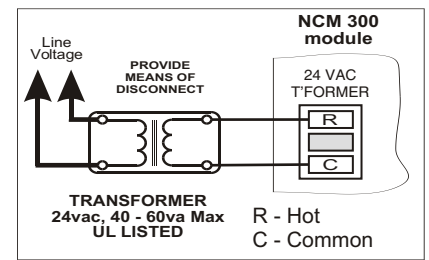 NCM 300
module
Line
Voltage
PROVIDE
MEANS OF
DISCONNECT
24 VAC
T'FORMER
R
C
TRANSFORMER
24vac, 40 - 60va Max
UL LISTED
R - Hot
C - Common